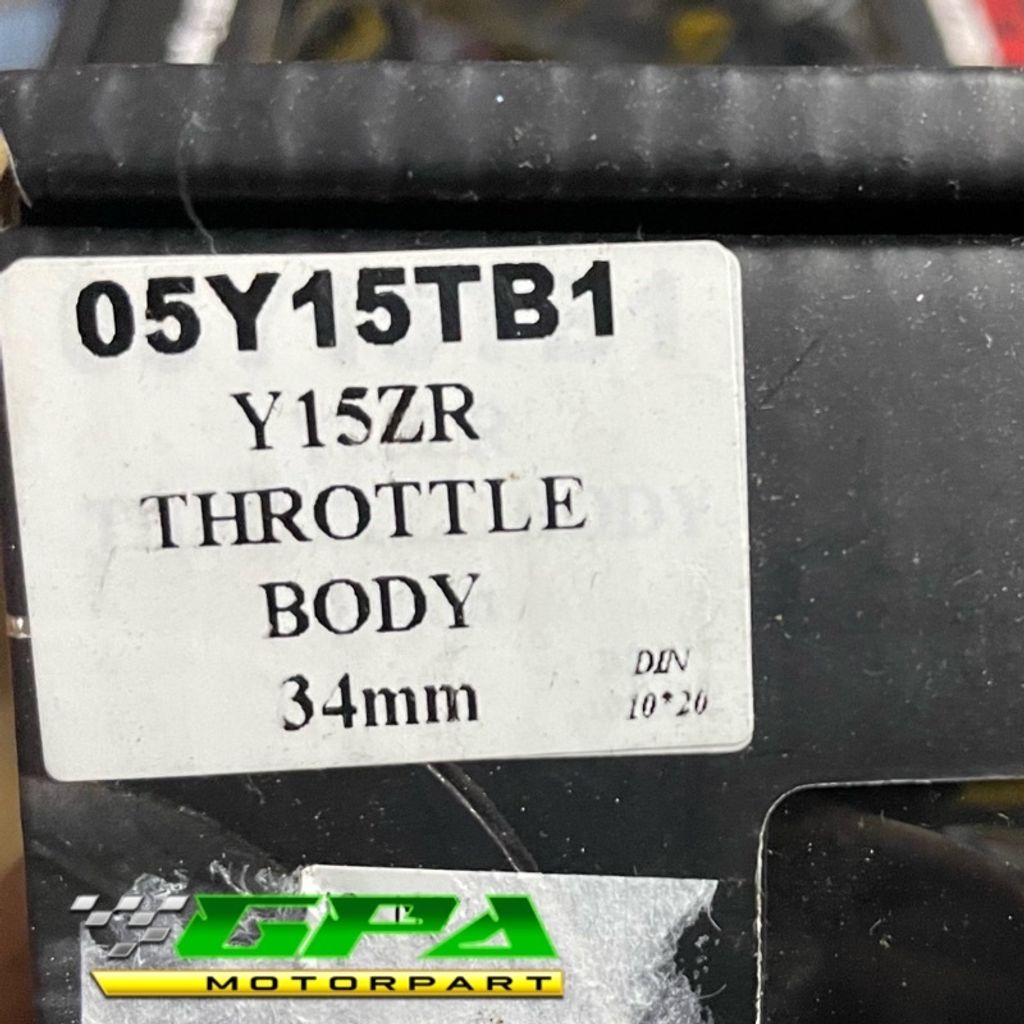 05Y15TB1
Y15ZR
THROTTLE
BODY
34mm
DIN
10*20
GPA
MOTORPART